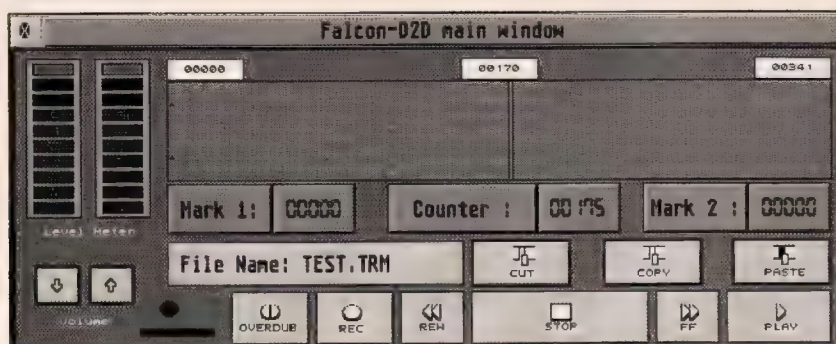 Falcon-D2D main window
00000 00170 00341
Mark 1: 00000 Counter : 00175 Mark 2 : 00000
Level Meter
File Name: TEST.TRM CUT COPY PASTE
Volume
OVERDUB REC REW STOP FF PLAY